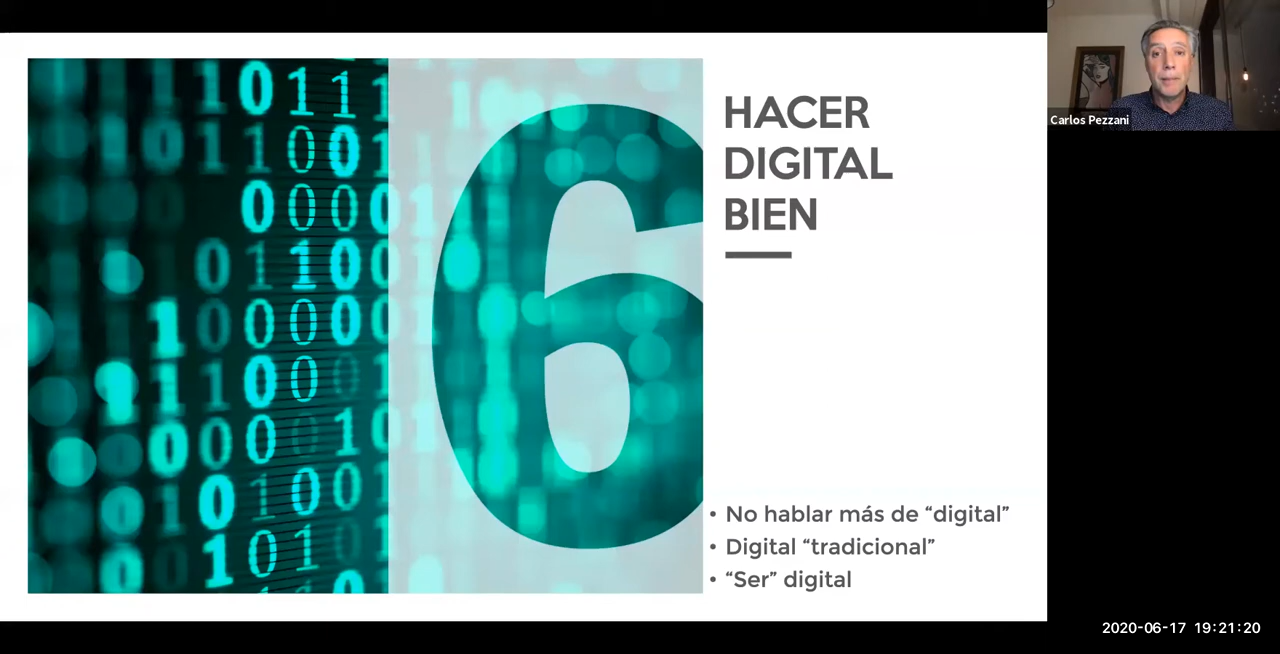 HACER
DIGITAL
BIEN
6
• No hablar más de “digital”
• Digital “tradicional”
• “Ser” digital
Carlos Pezzani
2020-06-17 19:21:20